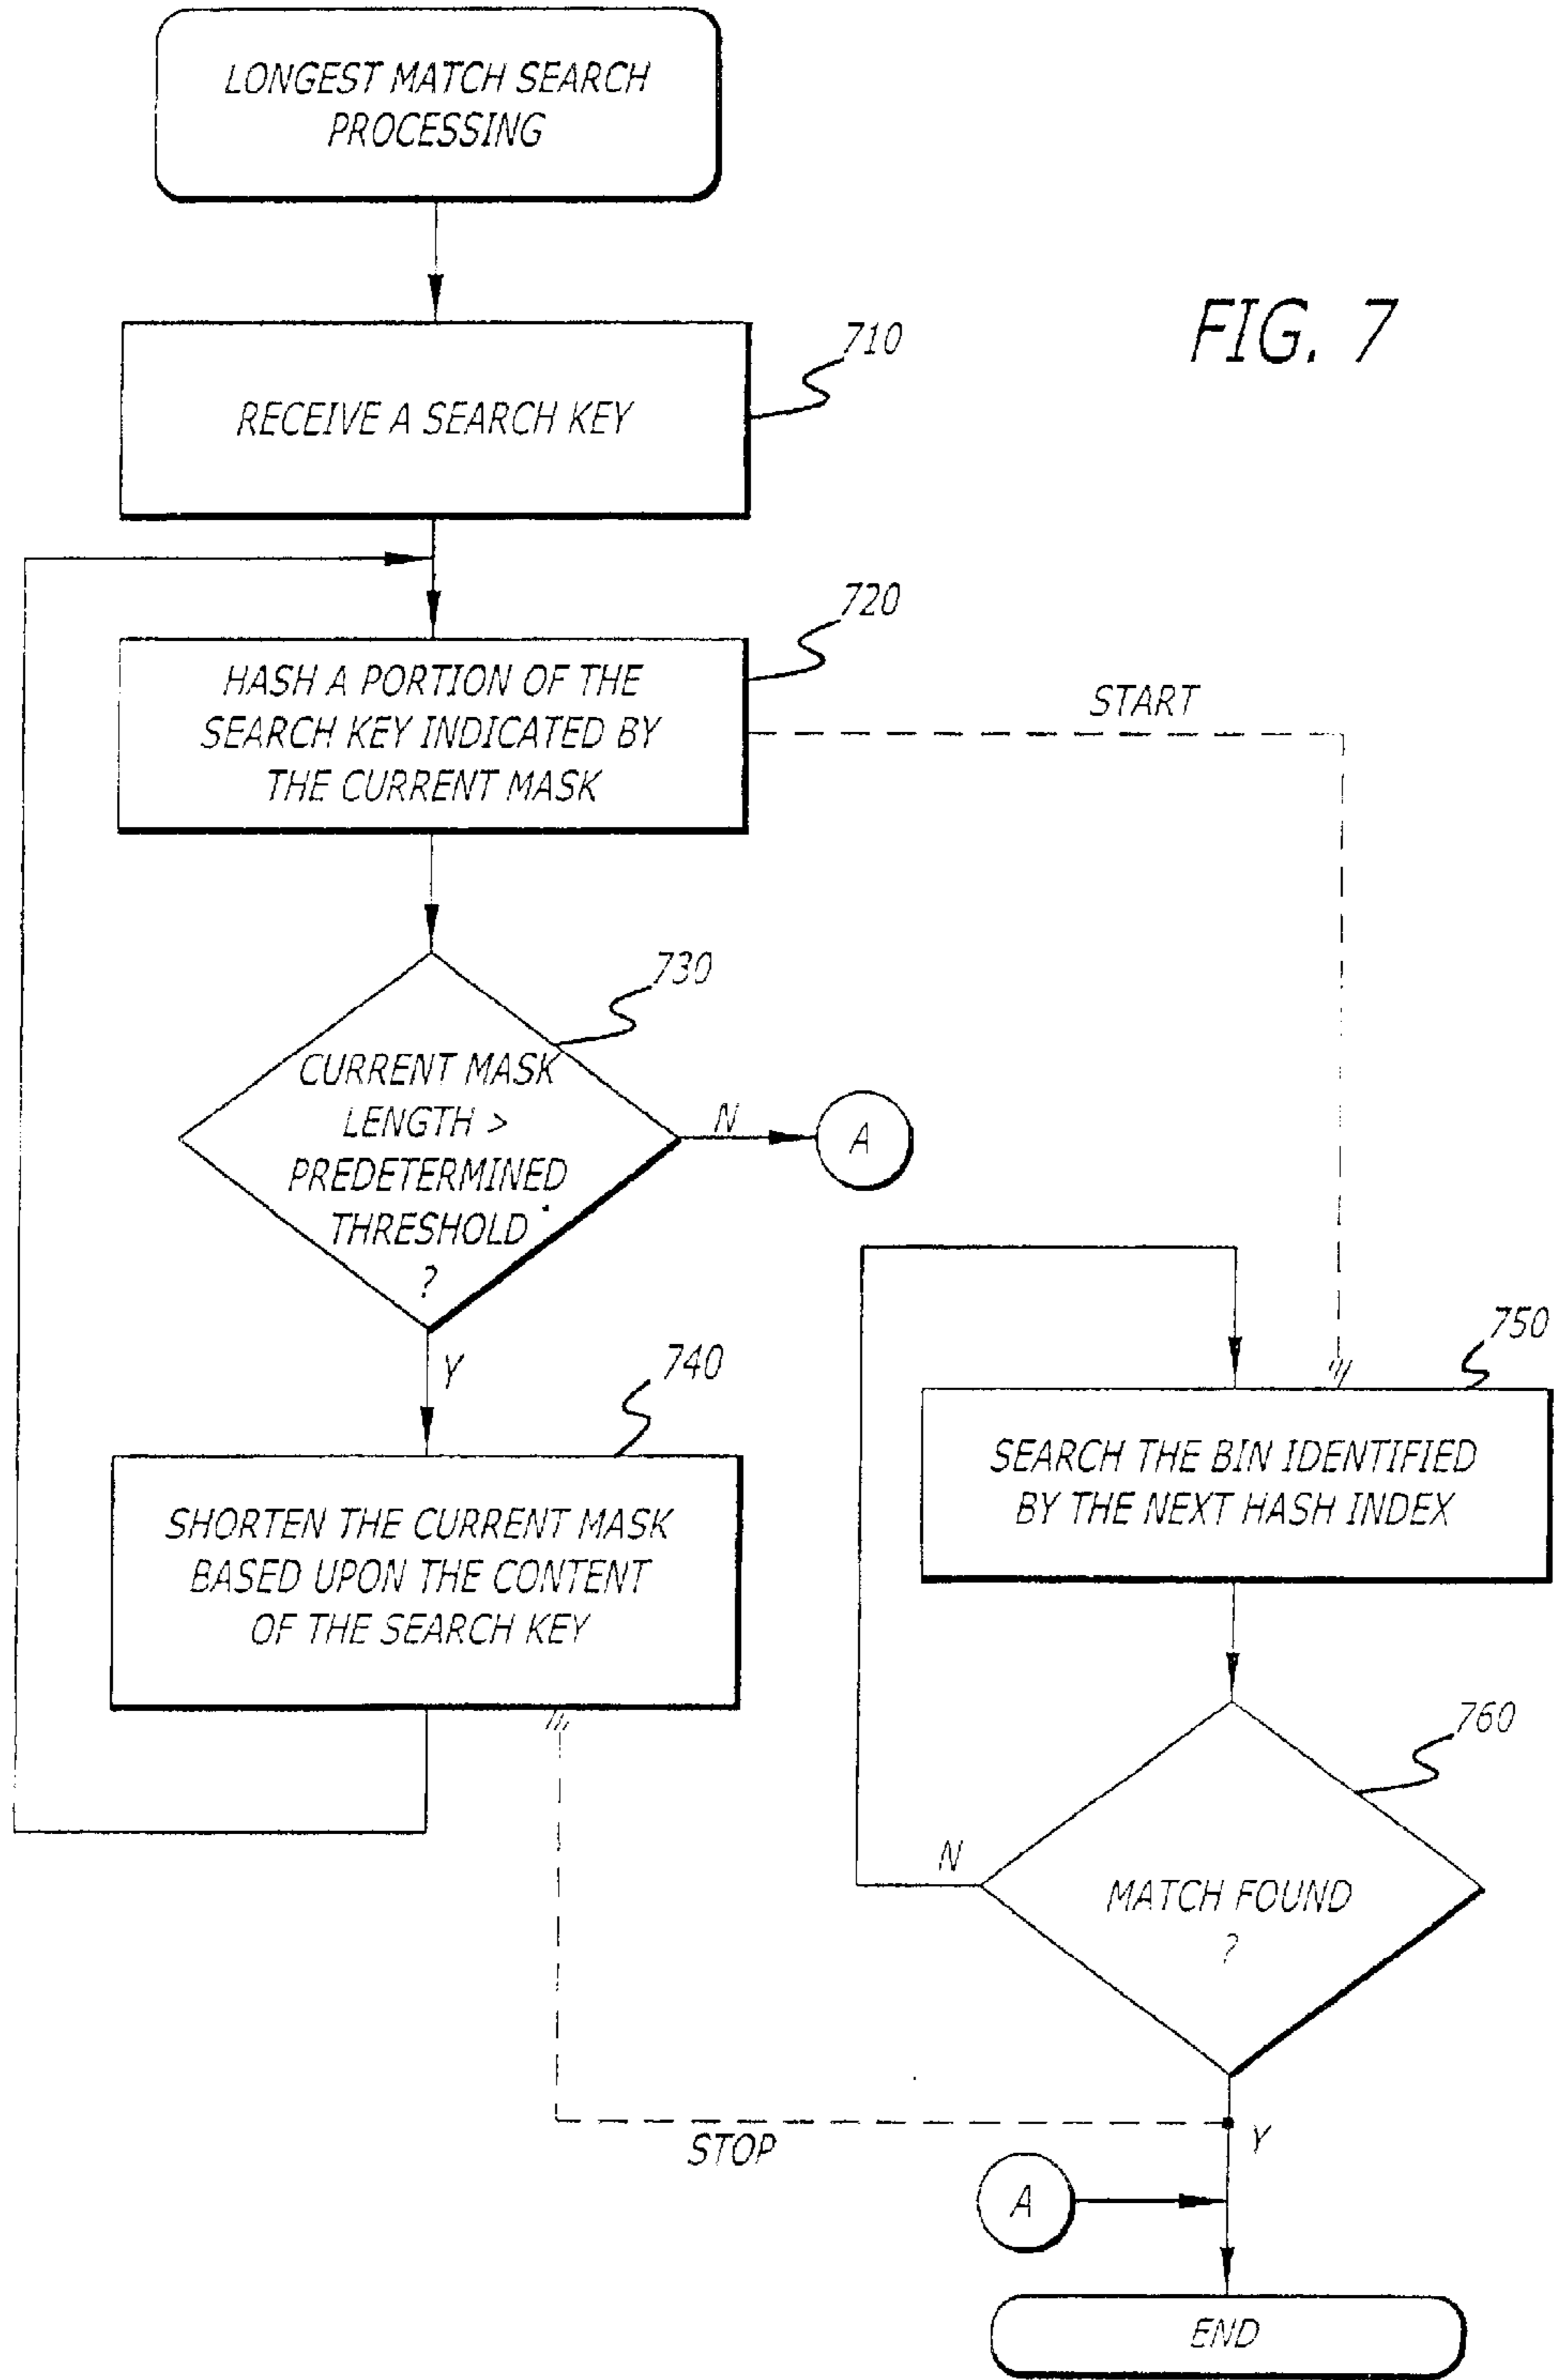 LONGEST MATCH SEARCH
PROCESSING
FIG. 7
710
RECEIVE A SEARCH KEY
720
HASH A PORTION OF THE
SEARCH KEY INDICATED BY
THE CURRENT MASK
START
730
CURRENT MASK
LENGTH >
PREDETERMINED
THRESHOLD
?
N
A
Y
740
SHORTEN THE CURRENT MASK
BASED UPON THE CONTENT
OF THE SEARCH KEY
750
SEARCH THE BIN IDENTIFIED
BY THE NEXT HASH INDEX
760
N
MATCH FOUND
?
STOP
Y
A
END